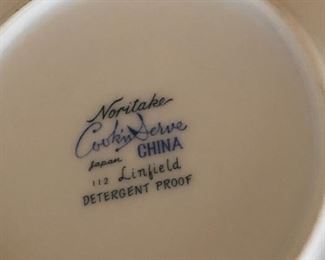 Noritake
Cook'n Serve
Japan CHINA
112 Linfield
DETERGENT PROOF